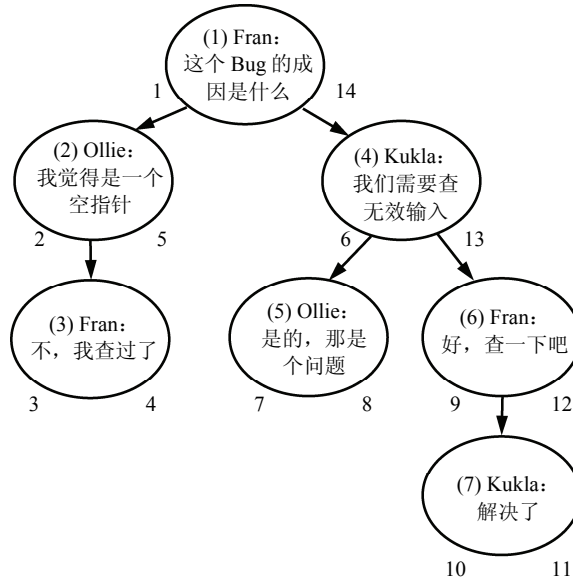 (1) Fran：
这个 Bug 的成
因是什么
1
14
(2) Ollie：
我觉得是一个
空指针
2
5
(4) Kukla：
我们需要查
无效输入
6
13
(3) Fran：
不，我查过了
3
4
(5) Ollie：
是的，那是
个问题
7
8
(6) Fran：
好，查一下吧
9
12
(7) Kukla：
解决了
10
11